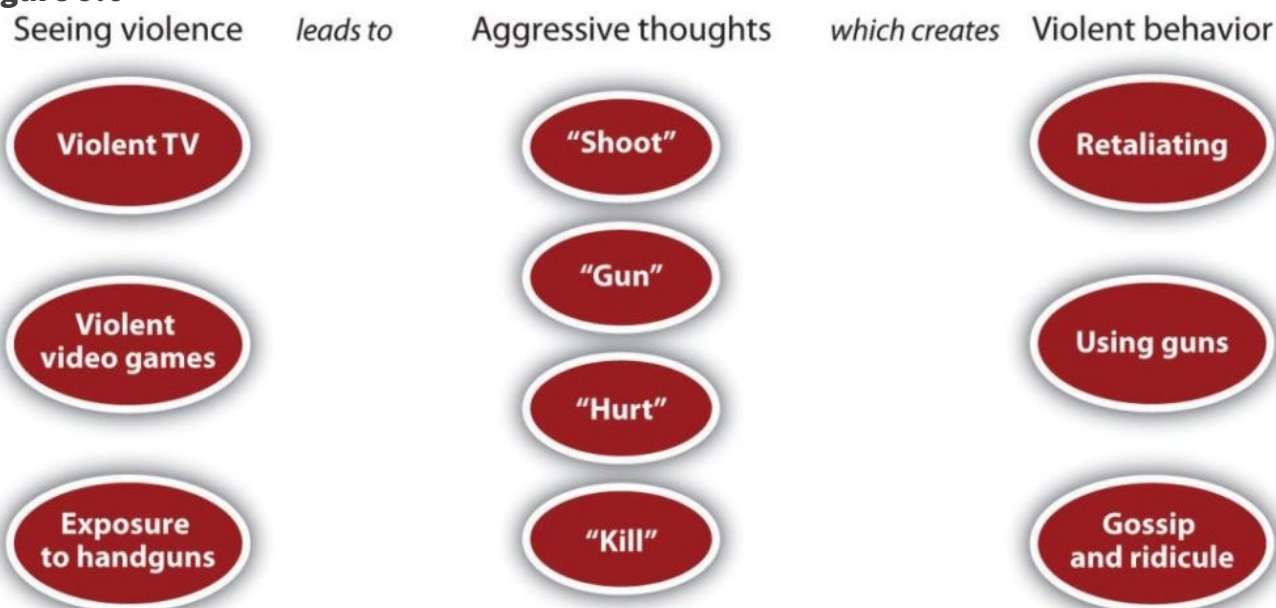 Seeing violence leads to Aggressive thoughts which creates Violent behavior
Violent TV
"Shoot"
Retaliating
"Gun"
Violent
video games
Using guns
"Hurt"
Exposure
to handguns
"Kill"
Gossip
and ridicule